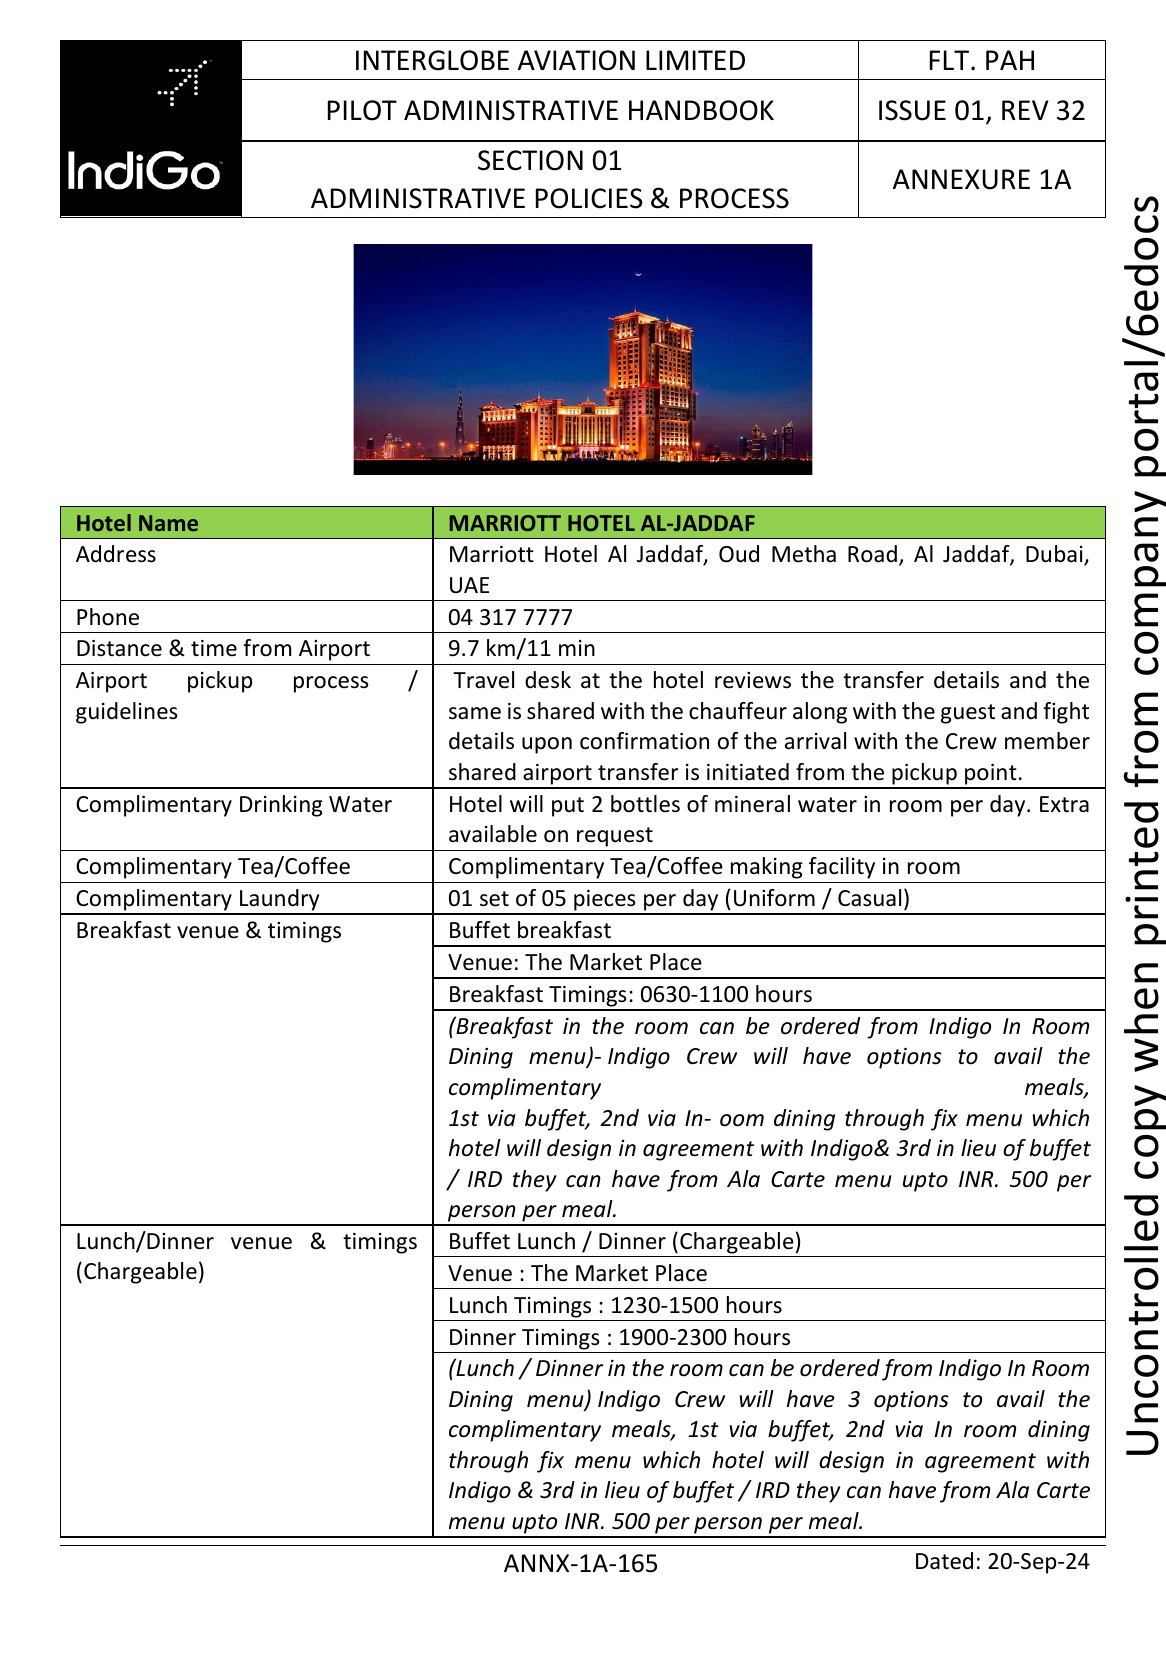 IndiGo
INTERGLOBE AVIATION LIMITED
FLT. PAH
PILOT ADMINISTRATIVE HANDBOOK
ISSUE 01, REV 32
SECTION 01
ADMINISTRATIVE POLICIES & PROCESS
ANNEXURE 1A
Hotel Name
MARRIOTT HOTEL AL-JADDAF
Address
Marriott Hotel Al Jaddaf, Oud Metha Road, Al Jaddaf, Dubai,
UAE
Phone
04 317 7777
Distance & time from Airport
9.7 km/11 min
Airport pickup process /
guidelines
Travel desk at the hotel reviews the transfer details and the
same is shared with the chauffeur along with the guest and fight
details upon confirmation of the arrival with the Crew member
shared airport transfer is initiated from the pickup point.
Complimentary Drinking Water
Hotel will put 2 bottles of mineral water in room per day. Extra
available on request
Complimentary Tea/Coffee
Complimentary Tea/Coffee making facility in room
Complimentary Laundry
01 set of 05 pieces per day (Uniform / Casual)
Breakfast venue & timings
Buffet breakfast
Venue: The Market Place
Breakfast Timings: 0630-1100 hours
(Breakfast in the room can be ordered from Indigo In Room
Dining menu)- Indigo Crew will have options to avail the
complimentary meals,
1st via buffet, 2nd via In- oom dining through fix menu which
hotel will design in agreement with Indigo& 3rd in lieu of buffet
/ IRD they can have from Ala Carte menu upto INR. 500 per
person per meal.
Lunch/Dinner venue & timings
(Chargeable)
Buffet Lunch / Dinner (Chargeable)
Venue : The Market Place
Lunch Timings : 1230-1500 hours
Dinner Timings : 1900-2300 hours
(Lunch / Dinner in the room can be ordered from Indigo In Room
Dining menu) Indigo Crew will have 3 options to avail the
complimentary meals, 1st via buffet, 2nd via In room dining
through fix menu which hotel will design in agreement with
Indigo & 3rd in lieu of buffet / IRD they can have from Ala Carte
menu upto INR. 500 per person per meal.
ANNX-1A-165
Dated: 20-Sep-24
Uncontrolled copy when printed from company portal/6edocs